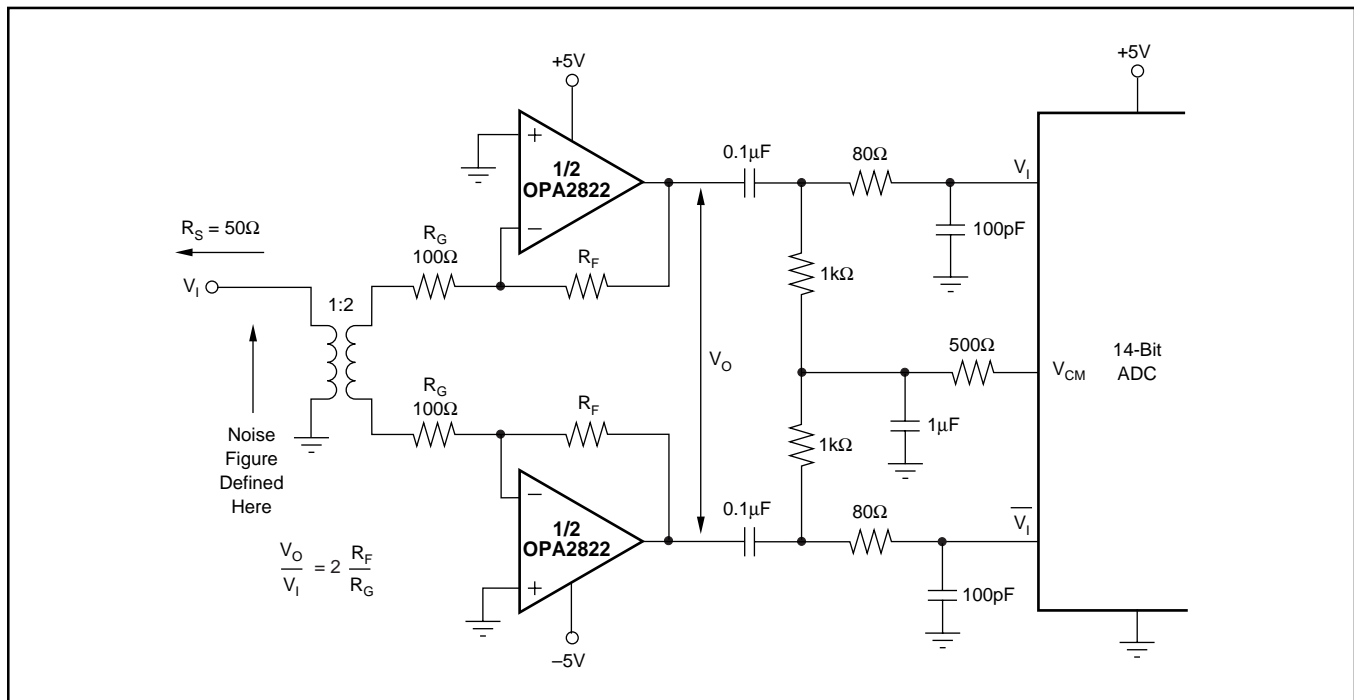 +5V
+5V
+
1/2
OPA2822
−
0.1µF
80Ω
V_I
100pF
R_S = 50Ω
V_I
1:2
R_G
100Ω
R_F
1kΩ
V_O
500Ω
V_CM
14-Bit
ADC
1µF
R_G
100Ω
R_F
1kΩ
Noise
Figure
Defined
Here
−
1/2
OPA2822
+
0.1µF
80Ω
V̅_I
100pF
V_O/V_I = 2 R_F/R_G
–5V